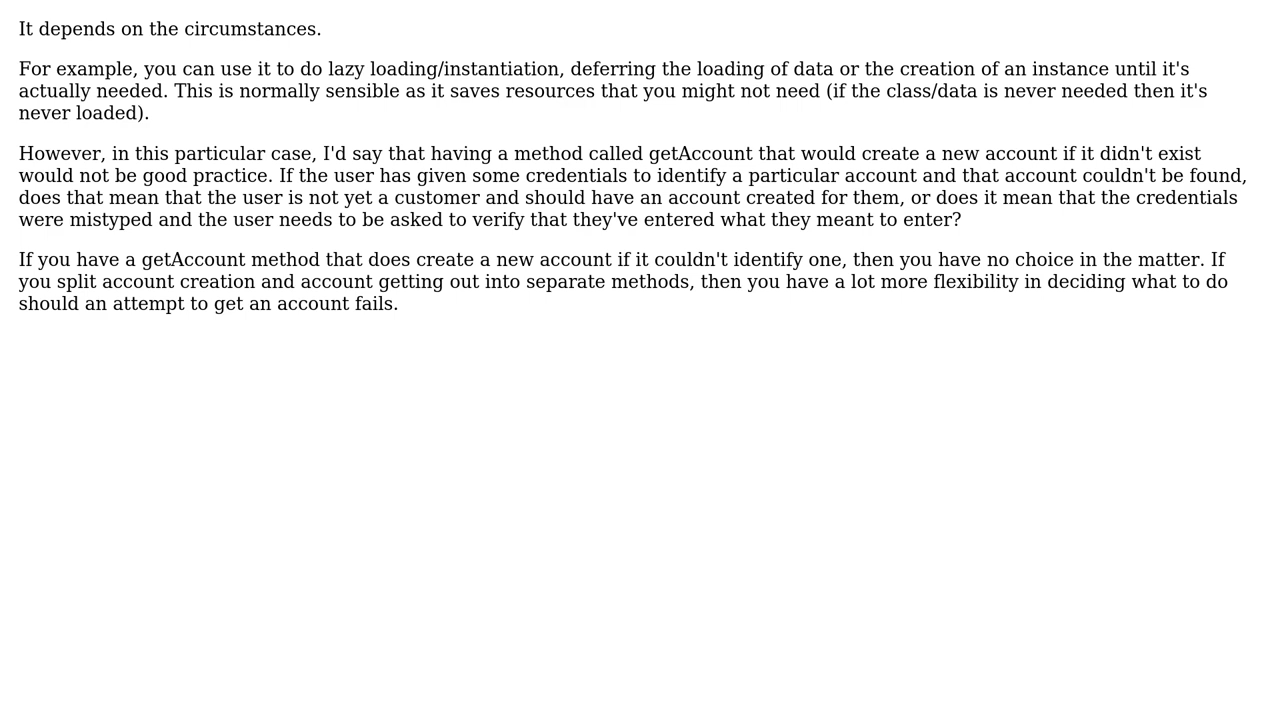 It depends on the circumstances.
For example, you can use it to do lazy loading/instantiation, deferring the loading of data or the creation of an instance until it's
actually needed. This is normally sensible as it saves resources that you might not need (if the class/data is never needed then it's
never loaded).
However, in this particular case, I'd say that having a method called getAccount that would create a new account if it didn't exist
would not be good practice. If the user has given some credentials to identify a particular account and that account couldn't be found,
does that mean that the user is not yet a customer and should have an account created for them, or does it mean that the credentials
were mistyped and the user needs to be asked to verify that they've entered what they meant to enter?
If you have a getAccount method that does create a new account if it couldn't identify one, then you have no choice in the matter. If
you split account creation and account getting out into separate methods, then you have a lot more flexibility in deciding what to do
should an attempt to get an account fails.